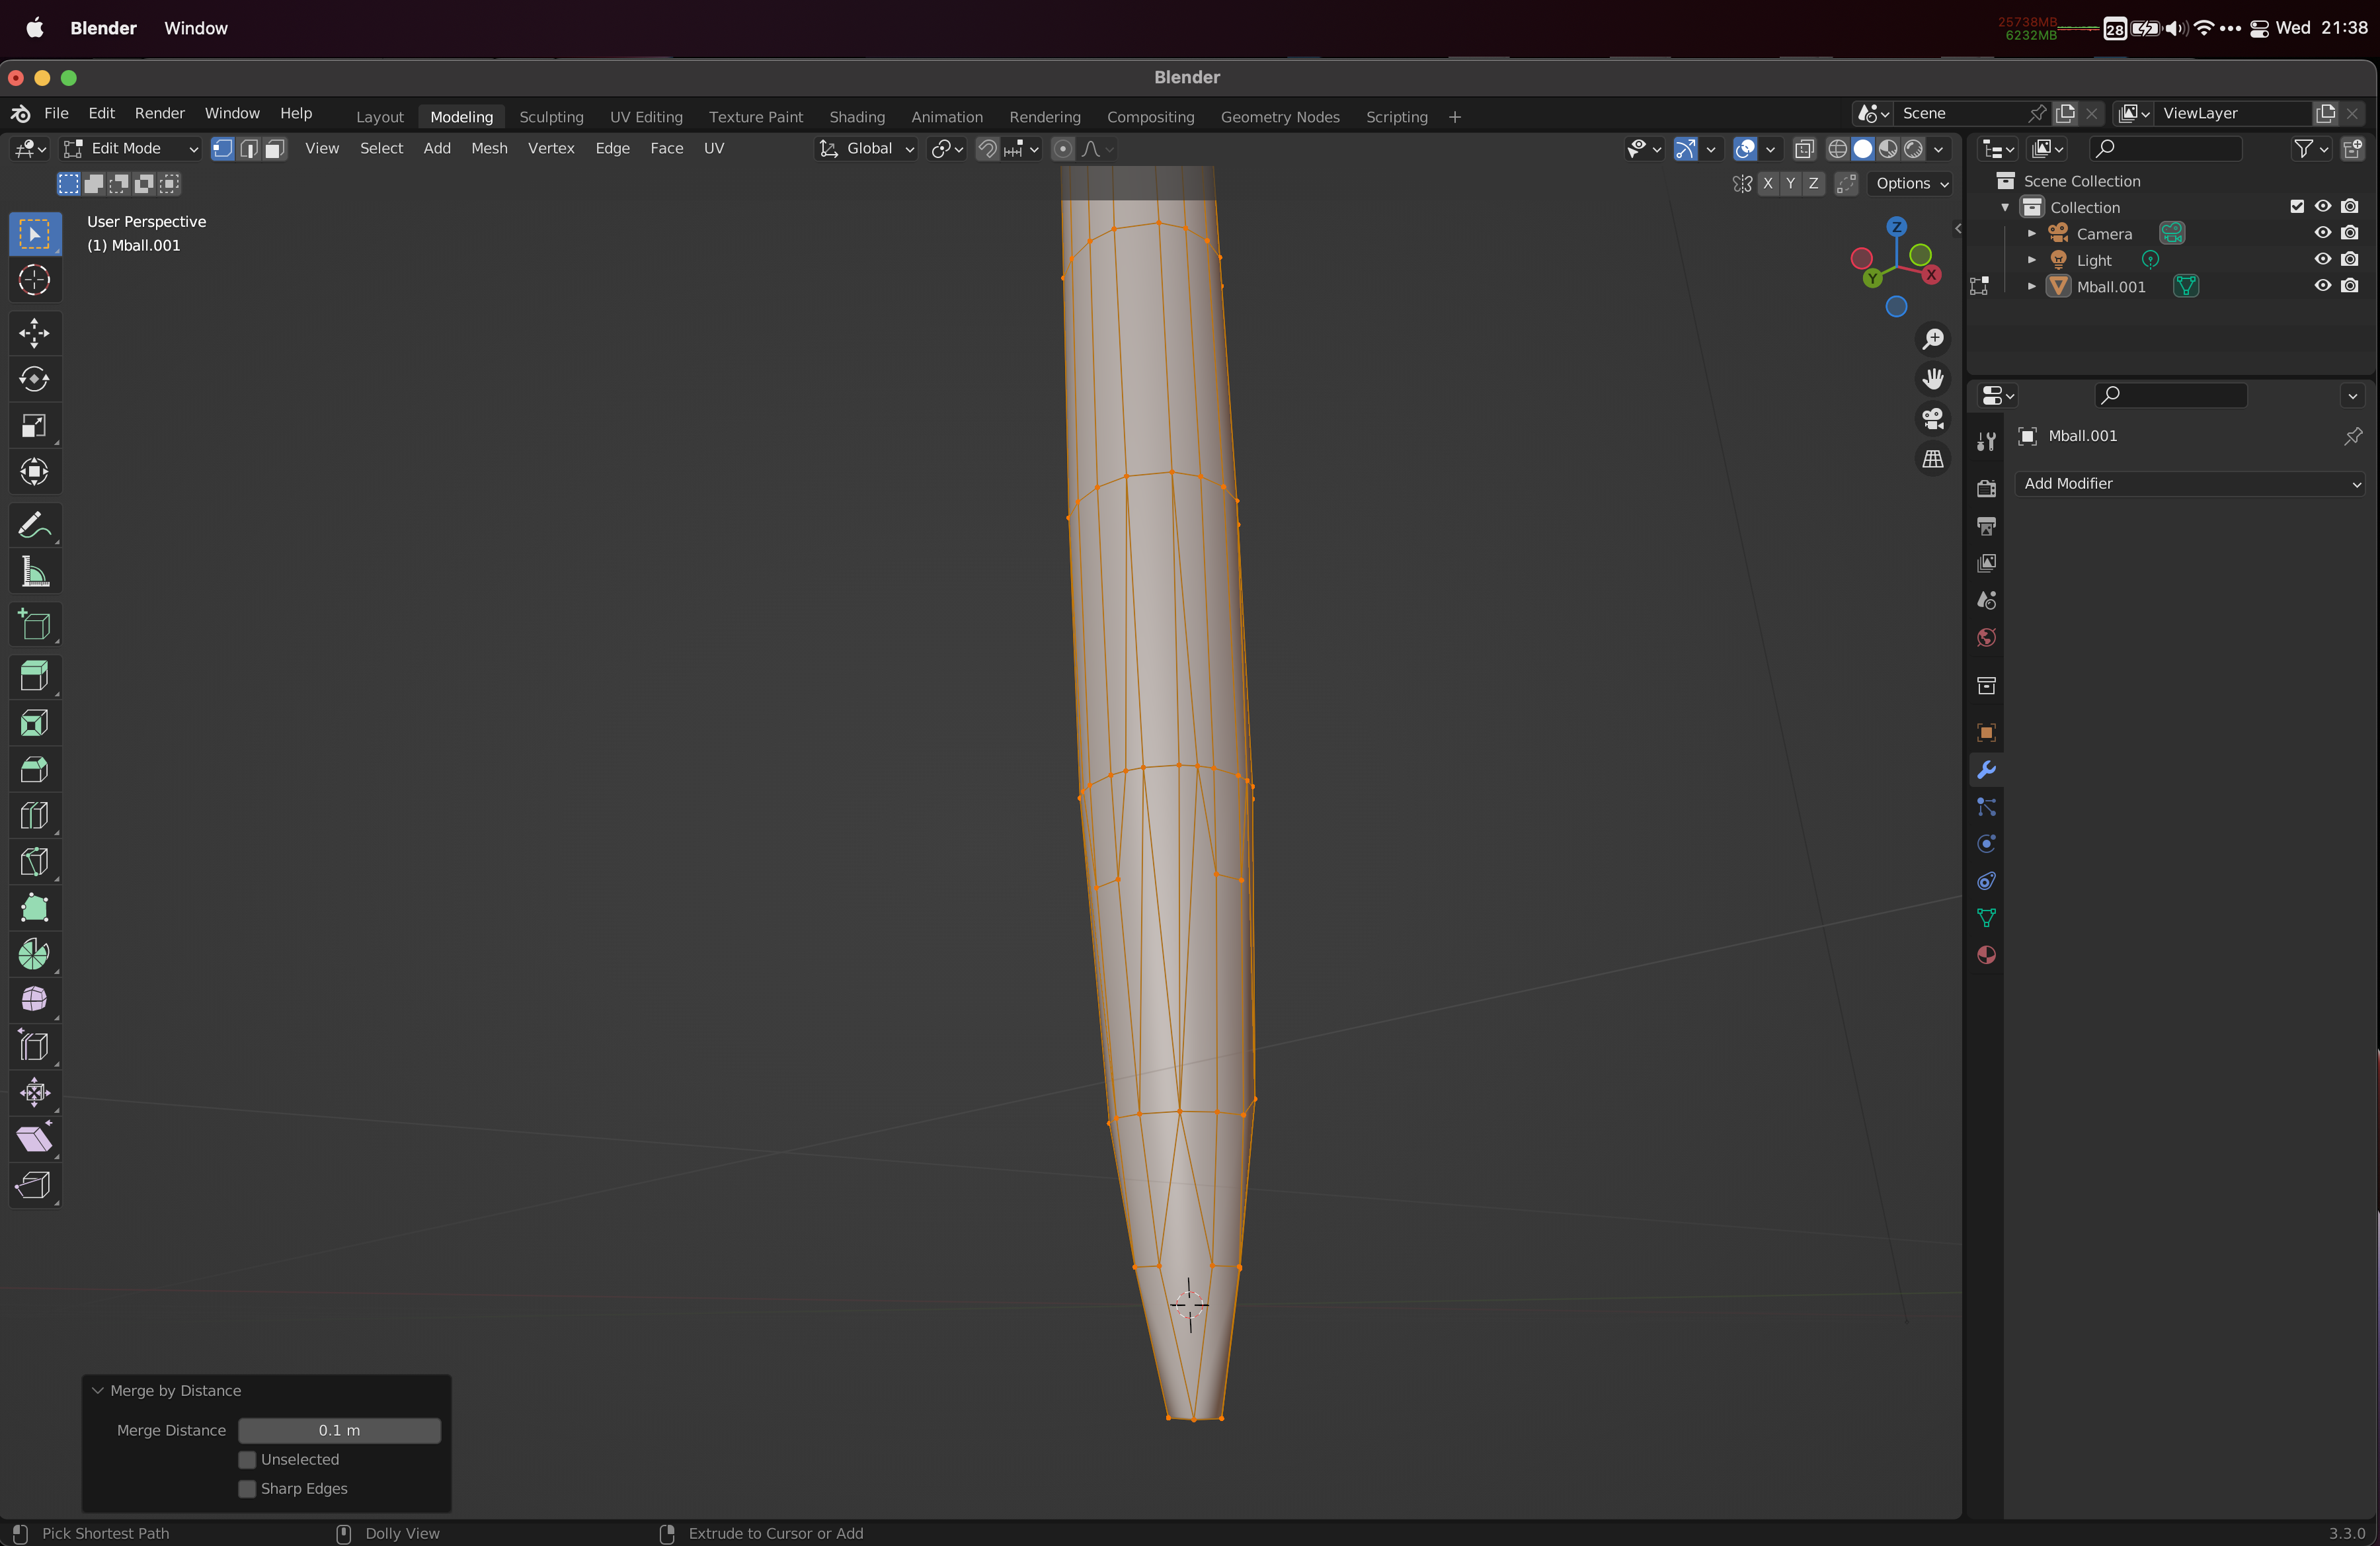 Blender Window
25738MB
6232MB
28
Wed 21:38
Blender
File Edit Render Window Help
Layout Modeling Sculpting UV Editing Texture Paint Shading Animation Rendering Compositing Geometry Nodes Scripting +
Scene
ViewLayer
Edit Mode
View Select Add Mesh Vertex Edge Face UV
Global
X Y Z
Options
User Perspective
(1) Mball.001
Z
Y
X
Scene Collection
Collection
Camera
Light
Mball.001
Mball.001
Add Modifier
Merge by Distance
Merge Distance 0.1 m
Unselected
Sharp Edges
Pick Shortest Path
Dolly View
Extrude to Cursor or Add
3.3.0